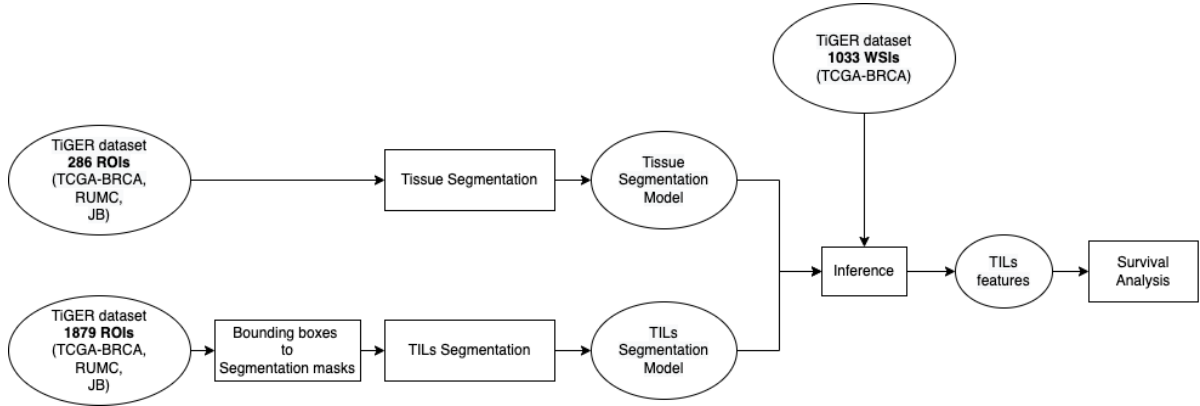 TiGER dataset
1033 WSIs
(TCGA-BRCA)
TiGER dataset
286 ROIs
(TCGA-BRCA,
RUMC,
JB)
Tissue Segmentation
Tissue
Segmentation
Model
Inference
TILs
features
Survival
Analysis
TiGER dataset
1879 ROIs
(TCGA-BRCA,
RUMC,
JB)
Bounding boxes
to
Segmentation masks
TILs Segmentation
TILs
Segmentation
Model